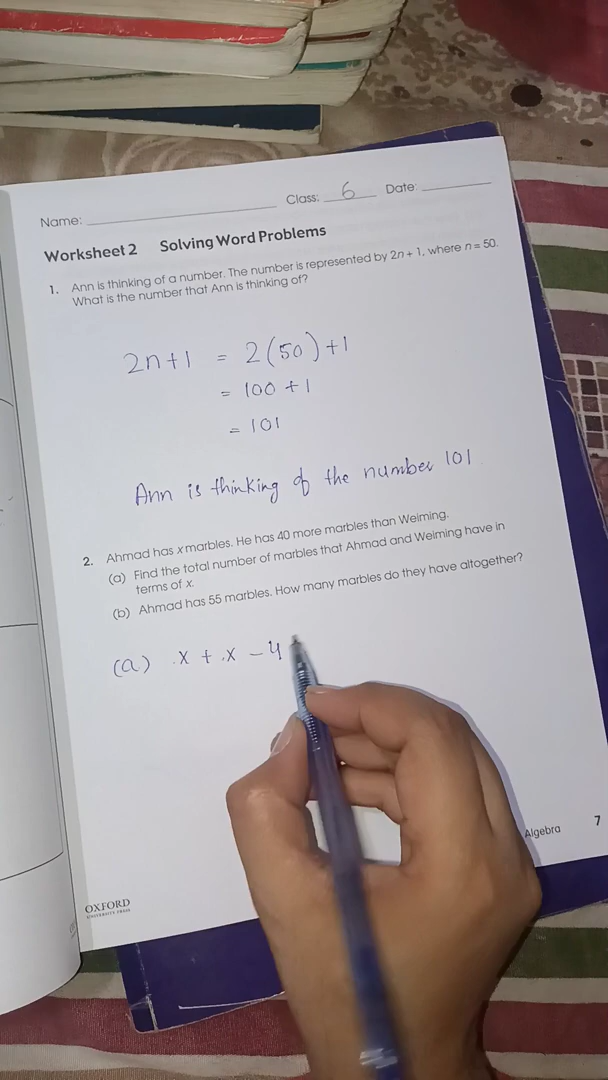 Name: Class: 6 Date:
Worksheet 2 Solving Word Problems
1. Ann is thinking of a number. The number is represented by 2n + 1, where n = 50.
What is the number that Ann is thinking of?
2n+1 = 2(50)+1
= 100 + 1
= 101
Ann is thinking of the number 101
2. Ahmad has x marbles. He has 40 more marbles than Weiming.
(a) Find the total number of marbles that Ahmad and Weiming have in
terms of x.
(b) Ahmad has 55 marbles. How many marbles do they have altogether?
(a) x + x - 4
Algebra 7
OXFORD
UNIVERSITY PRESS